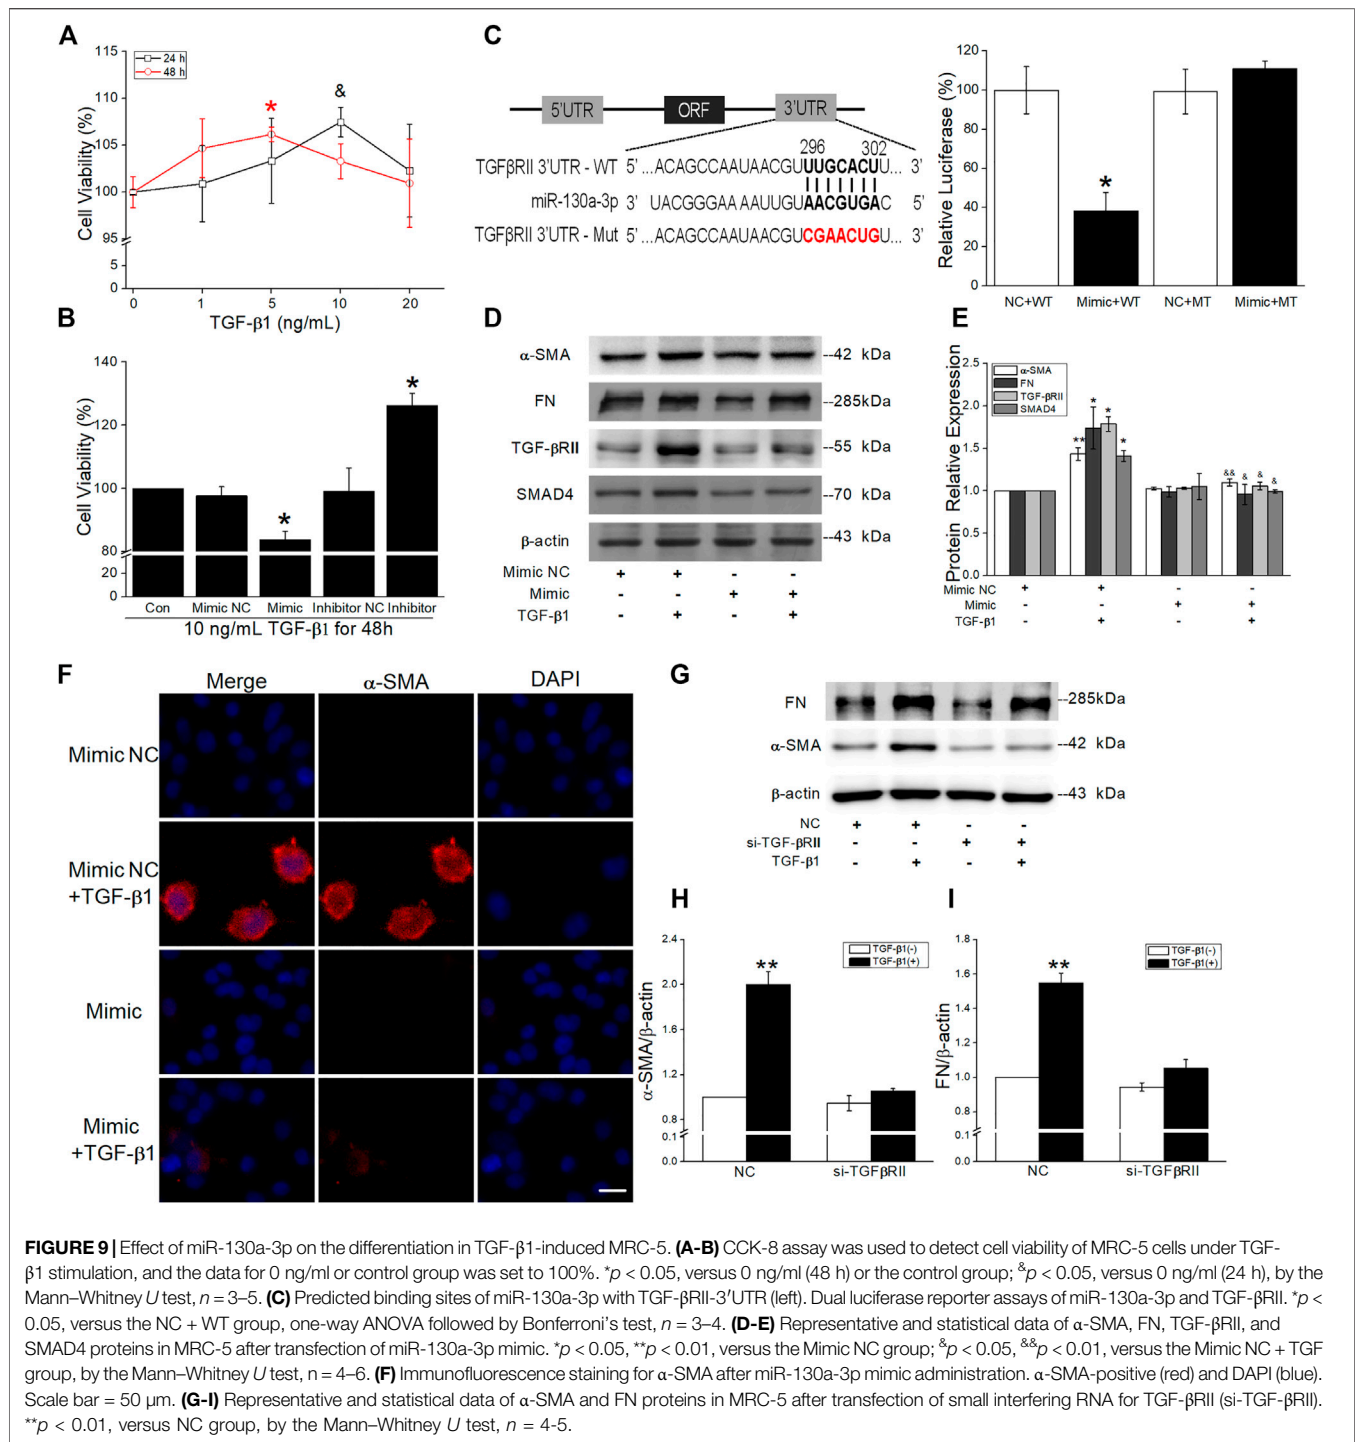 A
115
110
105
100
95
5
0
Cell Viability (%)
24 h
48 h
*
&
0 1 5 10 20
TGF-β1 (ng/mL)
B
140
120
100
80
20
0
Cell Viability (%)
*
*
Con Mimic NC Mimic Inhibitor NC Inhibitor
10 ng/mL TGF-β1 for 48h
C
5'UTR ORF 3'UTR
296 302
TGFβRII 3'UTR - WT 5' ...ACAGCCAAUAACGUUUGCACUU... 3'
miR-130a-3p 3' UACGGGAAAAUUGUAACGUGAC 5'
TGFβRII 3'UTR - Mut 5' ...ACAGCCAAUAACGUCGAACUGU... 3'
120
100
80
60
40
20
0
Relative Luciferase (%)
*
NC+WT Mimic+WT NC+MT Mimic+MT
D
α-SMA --42 kDa
FN --285kDa
TGF-βRII --55 kDa
SMAD4 --70 kDa
β-actin --43 kDa
Mimic NC + + - -
Mimic - - + +
TGF-β1 - + - +
E
2.5
2.0
1.5
1.0
0.5
0.0
Protein Relative Expression
α-SMA
FN
TGF-βRII
SMAD4
** * * *
&& & & &
Mimic NC + + - -
Mimic - - + +
TGF-β1 - + - +
F
Merge α-SMA DAPI
Mimic NC
Mimic NC
+TGF-β1
Mimic
Mimic
+TGF-β1
G
FN --285kDa
α-SMA --42 kDa
β-actin --43 kDa
NC + + - -
si-TGF-βRII - - + +
TGF-β1 - + - +
H
2.4
2.0
1.6
1.2
0.8
0.1
0.0
α-SMA/β-actin
**
TGF-β1(-)
TGF-β1(+)
NC si-TGFβRII
I
1.8
1.6
1.4
1.2
1.0
0.8
0.1
0.0
FN/β-actin
**
TGF-β1(-)
TGF-β1(+)
NC si-TGFβRII
FIGURE 9 | Effect of miR-130a-3p on the differentiation in TGF-β1-induced MRC-5. (A-B) CCK-8 assay was used to detect cell viability of MRC-5 cells under TGF-
β1 stimulation, and the data for 0 ng/ml or control group was set to 100%. *p < 0.05, versus 0 ng/ml (48 h) or the control group; &p < 0.05, versus 0 ng/ml (24 h), by the
Mann–Whitney U test, n = 3–5. (C) Predicted binding sites of miR-130a-3p with TGF-βRII-3′UTR (left). Dual luciferase reporter assays of miR-130a-3p and TGF-βRII. *p <
0.05, versus the NC + WT group, one-way ANOVA followed by Bonferroni's test, n = 3–4. (D-E) Representative and statistical data of α-SMA, FN, TGF-βRII, and
SMAD4 proteins in MRC-5 after transfection of miR-130a-3p mimic. *p < 0.05, **p < 0.01, versus the Mimic NC group; &p < 0.05, &&p < 0.01, versus the Mimic NC + TGF
group, by the Mann–Whitney U test, n = 4–6. (F) Immunofluorescence staining for α-SMA after miR-130a-3p mimic administration. α-SMA-positive (red) and DAPI (blue).
Scale bar = 50 μm. (G-I) Representative and statistical data of α-SMA and FN proteins in MRC-5 after transfection of small interfering RNA for TGF-βRII (si-TGF-βRII).
**p < 0.01, versus NC group, by the Mann–Whitney U test, n = 4-5.